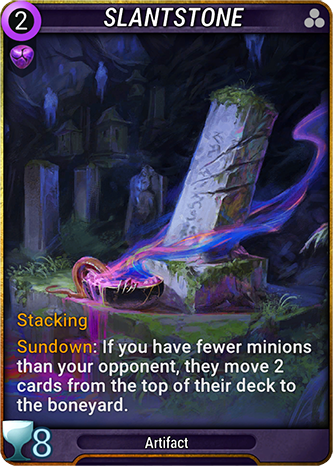 2
SLANTSTONE
Stacking
Sundown: If you have fewer minions
than your opponent, they move 2
cards from the top of their deck to
the boneyard.
8
Artifact